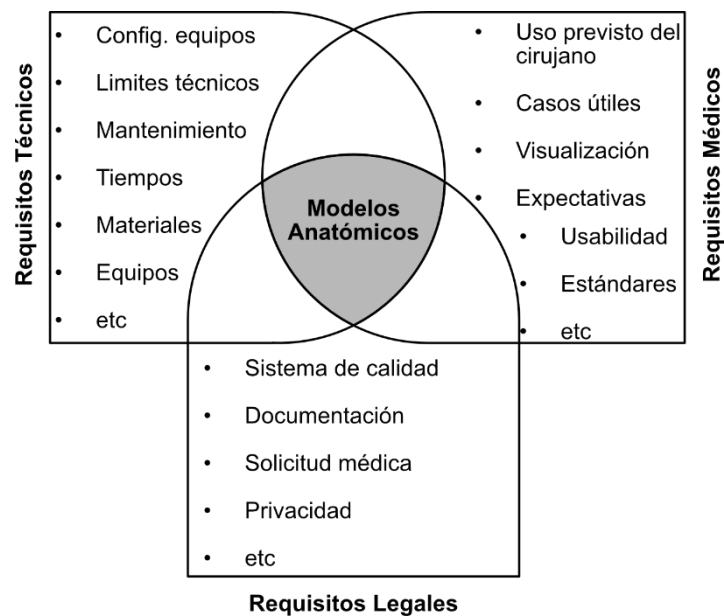 Requisitos Técnicos
• Config. equipos
• Limites técnicos
• Mantenimiento
• Tiempos
• Materiales
• Equipos
• etc
Requisitos Médicos
• Uso previsto del
cirujano
• Casos útiles
• Visualización
• Expectativas
• Usabilidad
• Estándares
• etc
Modelos
Anatómicos
• Sistema de calidad
• Documentación
• Solicitud médica
• Privacidad
• etc
Requisitos Legales